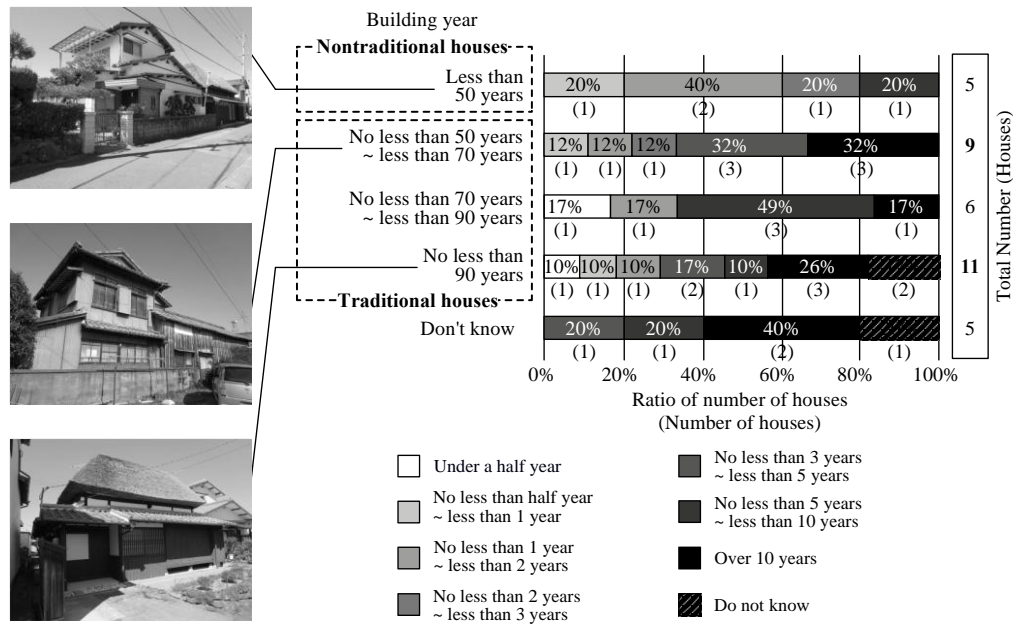 Building year
Nontraditional houses
Less than
50 years
20% 40% 20% 20%
(1) (2) (1) (1)
5
No less than 50 years
~ less than 70 years
12% 12% 12% 32% 32%
(1) (1) (1) (3) (3)
9
No less than 70 years
~ less than 90 years
17% 17% 49% 17%
(1) (1) (3) (1)
6
No less than
90 years
10% 10% 10% 17% 10% 26%
(1) (1) (1) (2) (1) (3) (2)
11
Traditional houses
Don't know
20% 20% 40%
(1) (1) (2) (1)
5
Total Number (Houses)
0% 20% 40% 60% 80% 100%
Ratio of number of houses
(Number of houses)
Under a half year
No less than half year
~ less than 1 year
No less than 1 year
~ less than 2 years
No less than 2 years
~ less than 3 years
No less than 3 years
~ less than 5 years
No less than 5 years
~ less than 10 years
Over 10 years
Do not know